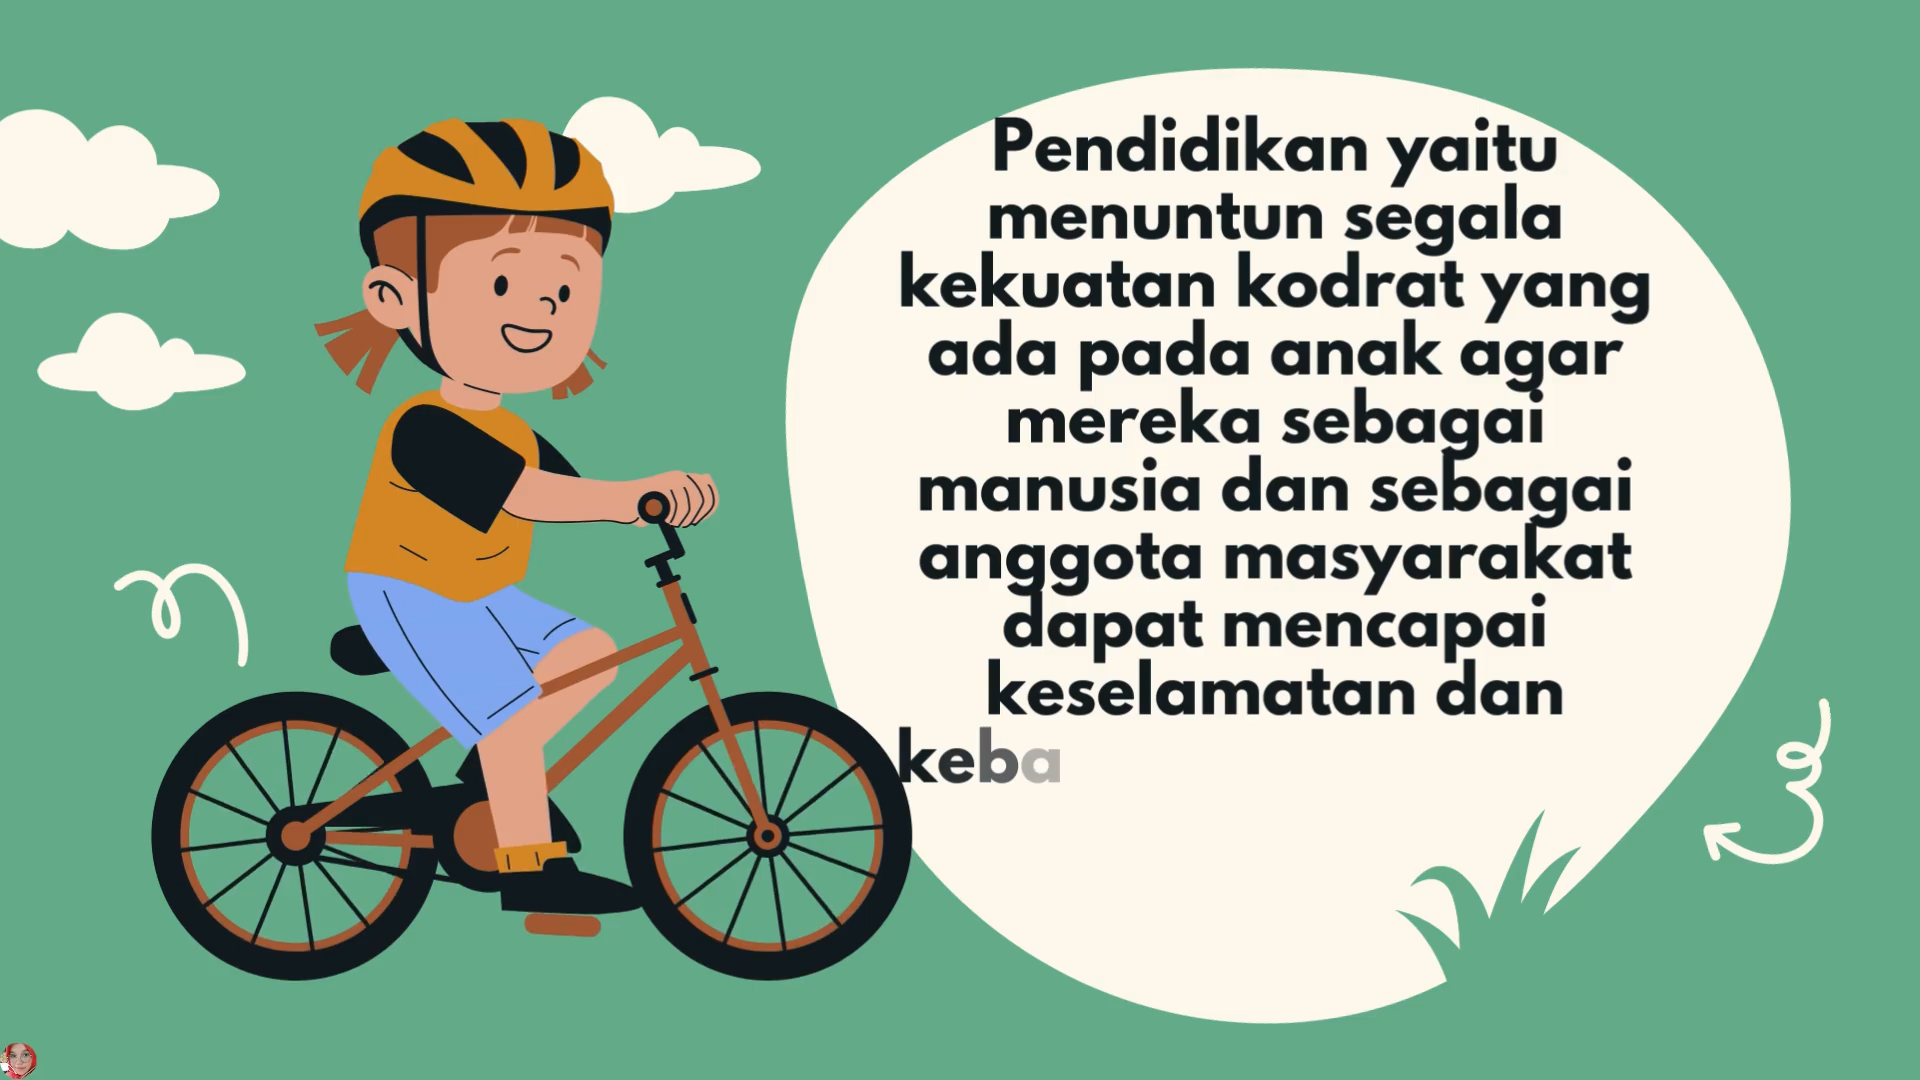 Pendidikan yaitu
menuntun segala
kekuatan kodrat yang
ada pada anak agar
mereka sebagai
manusia dan sebagai
anggota masyarakat
dapat mencapai
keselamatan dan
keba